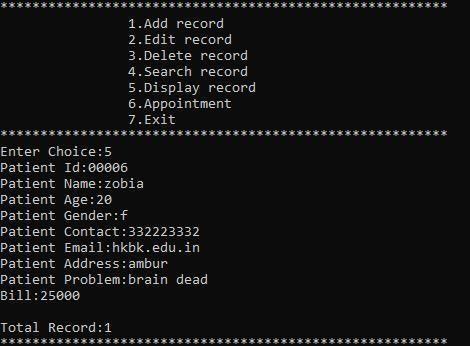 ********************************************************
1.Add record
2.Edit record
3.Delete record
4.Search record
5.Display record
6.Appointment
7.Exit
********************************************************
Enter Choice:5
Patient Id:00006
Patient Name:zobia
Patient Age:20
Patient Gender:f
Patient Contact:332223332
Patient Email:hkbk.edu.in
Patient Address:ambur
Patient Problem:brain dead
Bill:25000
Total Record:1
********************************************************